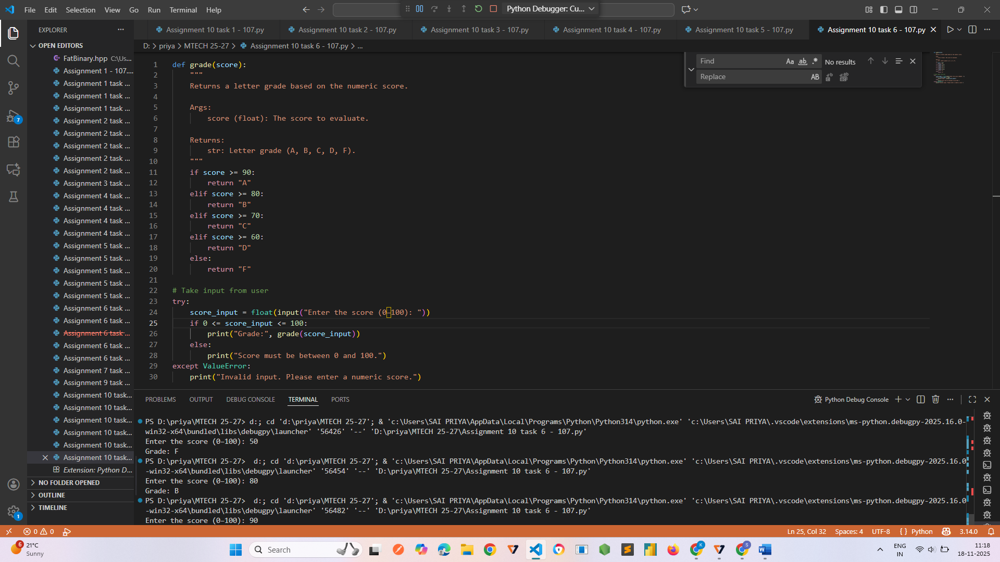 File Edit Selection View Go Run Terminal Help
Python Debugger: Cu...
EXPLORER
Assignment 10 task 1 - 107.py
Assignment 10 task 2 - 107.py
Assignment 10 task 3 - 107.py
Assignment 10 task 4 - 107.py
Assignment 10 task 5 - 107.py
Assignment 10 task 6 - 107.py
D: > priya > MTECH 25-27 > Assignment 10 task 6 - 107.py > ...
OPEN EDITORS
FatBinary.hpp C:\Us...
Assignment 1 - 107....
Assignment 1 task ...
Assignment 1 task ...
Assignment 1 task ...
Assignment 2 task ...
Assignment 2 task ...
Assignment 2 task ...
Assignment 2 task ...
Assignment 2 task ...
Assignment 3 task ...
Assignment 4 task ...
Assignment 4 task ...
Assignment 4 task ...
Assignment 4 task ...
Assignment 5 task ...
Assignment 5 task ...
Assignment 5 task ...
Assignment 5 task ...
Assignment 5 task ...
Assignment 6 task ...
Assignment 6 task ...
Assignment 6 task ...
Assignment 6 task ...
Assignment 6 task ...
Assignment 7 task ...
Assignment 9 task ...
Assignment 10 task...
Assignment 10 task...
Assignment 10 task...
Assignment 10 task...
Assignment 10 task...
Assignment 10 task...
Extension: Python D...
NO FOLDER OPENED
OUTLINE
TIMELINE
7
1
Find Aa ab .* No results
Replace AB
1 def grade(score):
2 """
3 Returns a letter grade based on the numeric score.
4
5 Args:
6 score (float): The score to evaluate.
7
8 Returns:
9 str: Letter grade (A, B, C, D, F).
10 """
11 if score >= 90:
12 return "A"
13 elif score >= 80:
14 return "B"
15 elif score >= 70:
16 return "C"
17 elif score >= 60:
18 return "D"
19 else:
20 return "F"
21
22 # Take input from user
23 try:
24 score_input = float(input("Enter the score (0–100): "))
25 if 0 <= score_input <= 100:
26 print("Grade:", grade(score_input))
27 else:
28 print("Score must be between 0 and 100.")
29 except ValueError:
30 print("Invalid input. Please enter a numeric score.")
PROBLEMS OUTPUT DEBUG CONSOLE TERMINAL PORTS
Python Debug Console
PS D:\priya\MTECH 25-27> d:; cd 'd:\priya\MTECH 25-27'; & 'c:\Users\SAI PRIYA\AppData\Local\Programs\Python\Python314\python.exe' 'c:\Users\SAI PRIYA\.vscode\extensions\ms-python.debugpy-2025.16.0-
win32-x64\bundled\libs\debugpy\launcher' '56426' '--' 'D:\priya\MTECH 25-27\Assignment 10 task 6 - 107.py'
Enter the score (0–100): 50
Grade: F
PS D:\priya\MTECH 25-27>  d:; cd 'd:\priya\MTECH 25-27'; & 'c:\Users\SAI PRIYA\AppData\Local\Programs\Python\Python314\python.exe' 'c:\Users\SAI PRIYA\.vscode\extensions\ms-python.debugpy-2025.16.0
-win32-x64\bundled\libs\debugpy\launcher' '56454' '--' 'D:\priya\MTECH 25-27\Assignment 10 task 6 - 107.py'
Enter the score (0–100): 80
Grade: B
PS D:\priya\MTECH 25-27>  d:; cd 'd:\priya\MTECH 25-27'; & 'c:\Users\SAI PRIYA\AppData\Local\Programs\Python\Python314\python.exe' 'c:\Users\SAI PRIYA\.vscode\extensions\ms-python.debugpy-2025.16.0
-win32-x64\bundled\libs\debugpy\launcher' '56482' '--' 'D:\priya\MTECH 25-27\Assignment 10 task 6 - 107.py'
Enter the score (0–100): 90
0 0
Ln 25, Col 32 Spaces: 4 UTF-8 { } Python 3.14.0
6
21°C
Sunny
Search
K
S
ENG
IN
11:18
18-11-2025